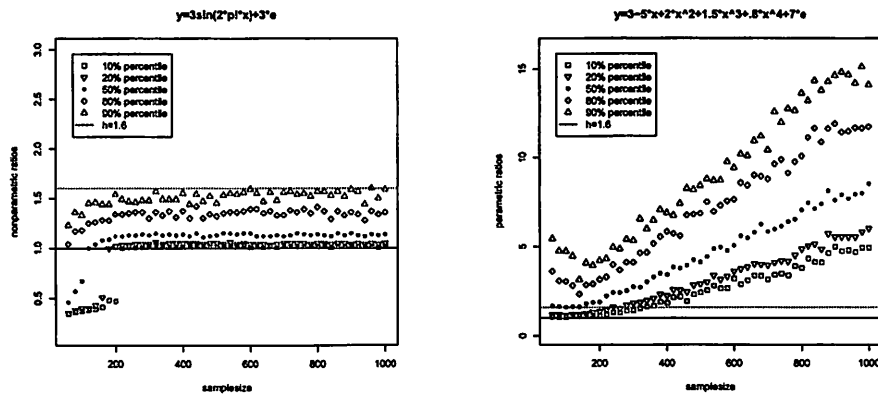 y=3sin(2*pi*x)+3*e
3.0
2.5
2.0
1.5
1.0
0.5
nonparametric ratios
10% percentile
20% percentile
50% percentile
80% percentile
90% percentile
h=1.6
0
200
400
600
800
1000
samplesize
y=3-5*x+2*x^2+1.5*x^3+.8*x^4+7*e
15
10
5
0
parametric ratios
10% percentile
20% percentile
50% percentile
80% percentile
90% percentile
h=1.6
0
200
400
600
800
1000
samplesize